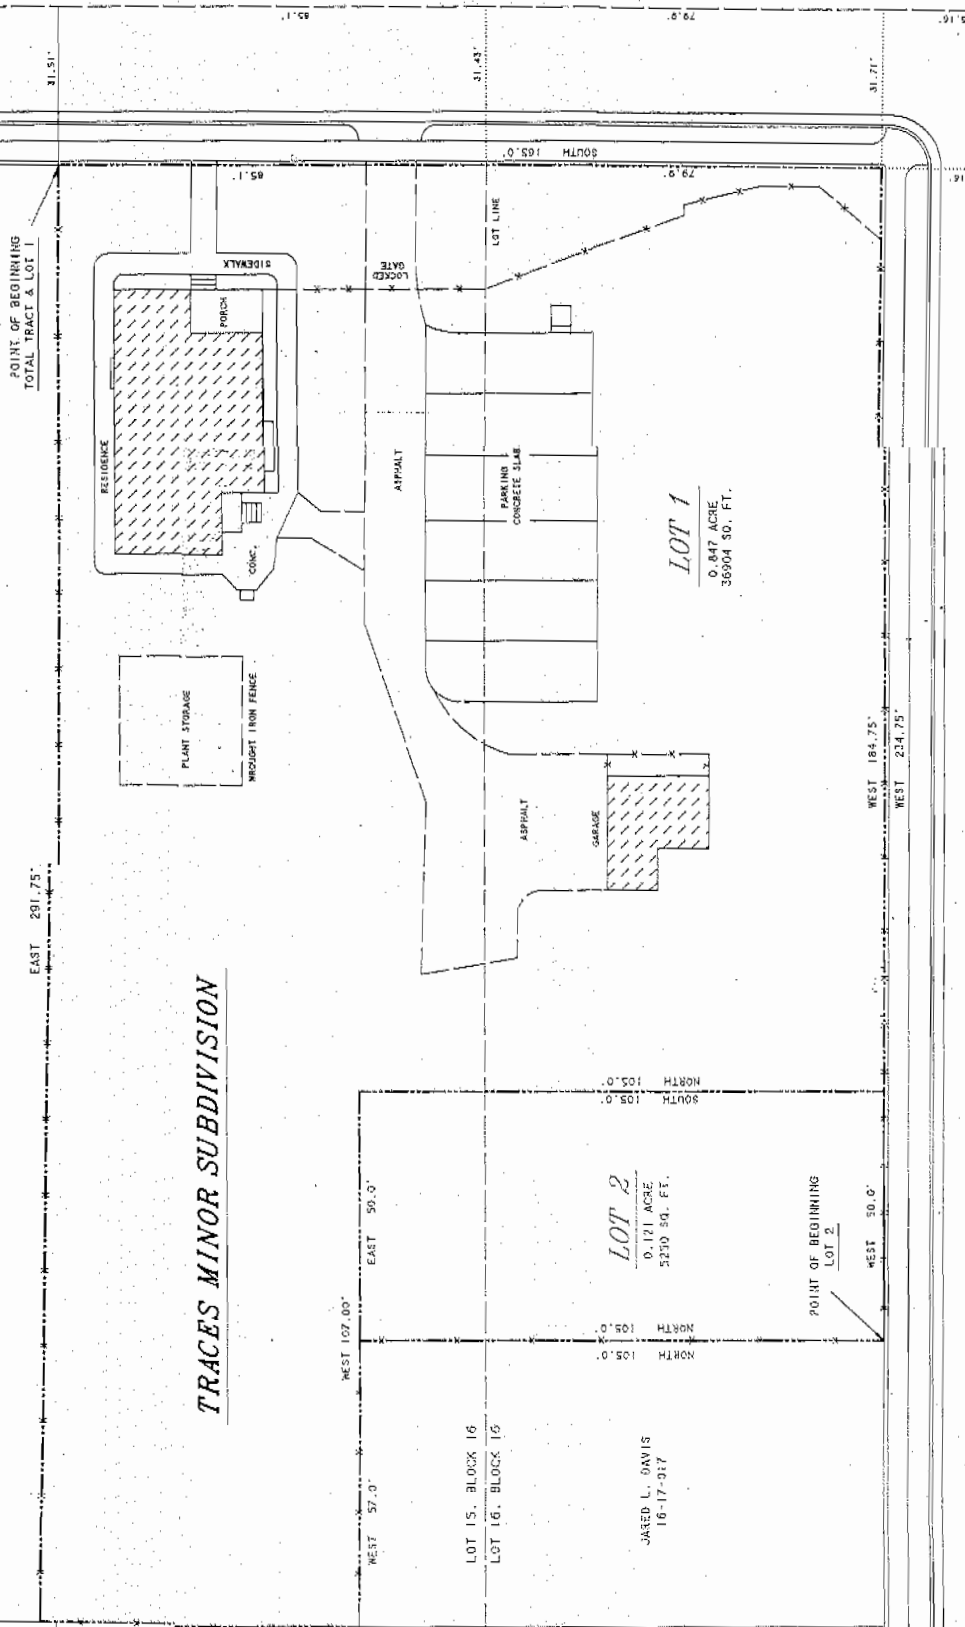 85.1'
79.9'
.16'
31.51'
31.43'
31.71'
SOUTH 165.0'
85.1'
79.9'
POINT OF BEGINNING
TOTAL TRACT & LOT 1
LOT LINE
SIDEWALK
LOCKED
GATE
PORCH
RESIDENCE
ASPHALT
PARKING
CONCRETE SLAB
LOT 1
0.847 ACRE
36904 SQ. FT.
CONC.
PLANT STORAGE
WROUGHT IRON FENCE
WEST 184.75'
WEST 234.75'
ASPHALT
GARAGE
EAST 291.75'
TRACES MINOR SUBDIVISION
NORTH 105.0'
SOUTH 105.0'
EAST 50.0'
LOT 2
0.121 ACRE
5250 SQ. FT.
POINT OF BEGINNING
LOT 2
WEST 50.0'
WEST 107.00'
NORTH 105.0'
NORTH 105.0'
WEST 57.0'
LOT 15, BLOCK 16
LOT 16, BLOCK 16
JARED L. DAVIS